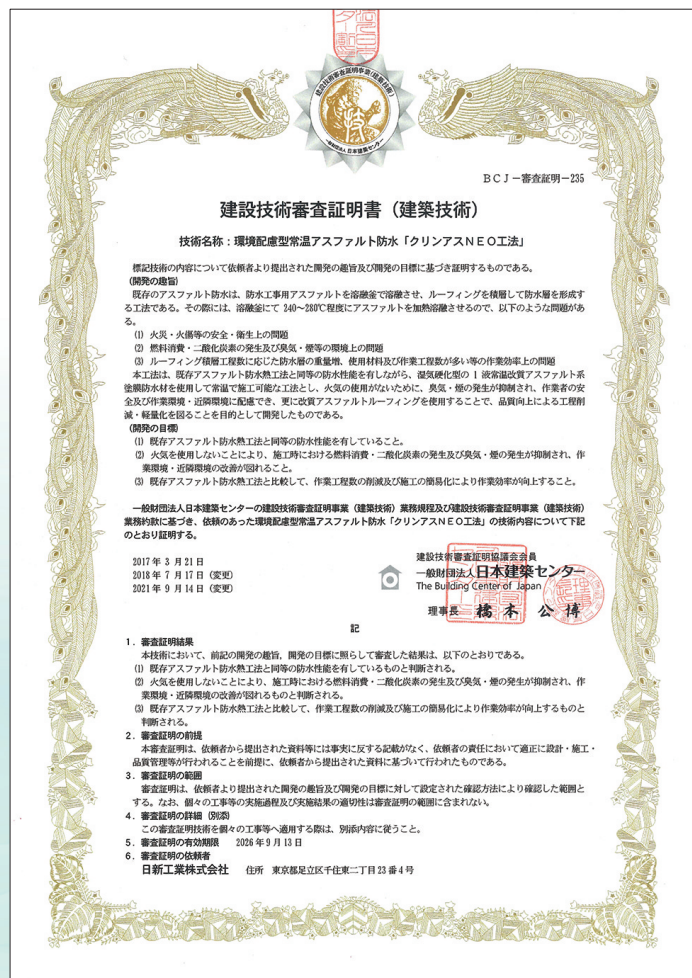 建設技術審査証明事業(建築技術)
技
一般財団法人 日本建築センター
BCJ－審査証明－235
建設技術審査証明書（建築技術）
技術名称：環境配慮型常温アスファルト防水「クリンアスＮＥＯ工法」
標記技術の内容について依頼者より提出された開発の趣旨及び開発の目標に基づき証明するものである。
(開発の趣旨)
既存のアスファルト防水は、防水工事用アスファルトを溶融釜で溶融させ、ルーフィングを積層して防水層を形成す
る工法である。その際には、溶融釜にて 240～280℃程度にアスファルトを加熱溶融させるので、以下のような問題があ
る。
(1) 火災・火傷等の安全・衛生上の問題
(2) 燃料消費・二酸化炭素の発生及び臭気・煙等の環境上の問題
(3) ルーフィング積層工程数に応じた防水層の重量増、使用材料及び作業工程数が多い等の作業効率上の問題
本工法は、既存アスファルト防水熱工法と同等の防水性能を有しながら、湿気硬化型の 1 液常温改質アスファルト系
塗膜防水材を使用して常温で施工可能な工法とし、火気の使用がないために、臭気・煙の発生が抑制され、作業者の安
全及び作業環境・近隣環境に配慮でき、更に改質アスファルトルーフィングを使用することで、品質向上による工程削
減・軽量化を図ることを目的として開発したものである。
(開発の目標)
(1) 既存アスファルト防水熱工法と同等の防水性能を有していること。
(2) 火気を使用しないことにより、施工時における燃料消費・二酸化炭素の発生及び臭気・煙の発生が抑制され、作
業環境・近隣環境の改善が図れること。
(3) 既存アスファルト防水熱工法と比較して、作業工程数の削減及び施工の簡易化により作業効率が向上すること。
一般財団法人日本建築センターの建設技術審査証明事業（建築技術）業務規程及び建設技術審査証明事業（建築技術）
業務約款に基づき、依頼のあった環境配慮型常温アスファルト防水「クリンアスＮＥＯ工法」の技術内容について下記
のとおり証明する。
2017 年 3 月 21 日
2018 年 7 月 17 日（変更）
2021 年 9 月 14 日（変更）
建設技術審査証明協議会会員
一般財団法人 日本建築センター
The Building Center of Japan
理事長 橋本 公博
記
1．審査証明結果
本技術において、前記の開発の趣旨，開発の目標に照らして審査した結果は、以下のとおりである。
(1) 既存アスファルト防水熱工法と同等の防水性能を有しているものと判断される。
(2) 火気を使用しないことにより、施工時における燃料消費・二酸化炭素の発生及び臭気・煙の発生が抑制され、作
業環境・近隣環境の改善が図れるものと判断される。
(3) 既存アスファルト防水熱工法と比較して、作業工程数の削減及び施工の簡易化により作業効率が向上するものと
判断される。
2．審査証明の前提
本審査証明は、依頼者から提出された資料等には事実に反する記載がなく、依頼者の責任において適正に設計・施工・
品質管理等が行われることを前提に、依頼者から提出された資料に基づいて行われたものである。
3．審査証明の範囲
審査証明は、依頼者より提出された開発の趣旨及び開発の目標に対して設定された確認方法により確認した範囲と
する。なお、個々の工事等の実施過程及び実施結果の適切性は審査証明の範囲に含まれない。
4．審査証明の詳細（別添）
この審査証明技術を個々の工事等へ適用する際は、別添内容に従うこと。
5．審査証明の有効期限 2026 年 9 月 13 日
6．審査証明の依頼者
日新工業株式会社 住所 東京都足立区千住東二丁目 23 番 4 号